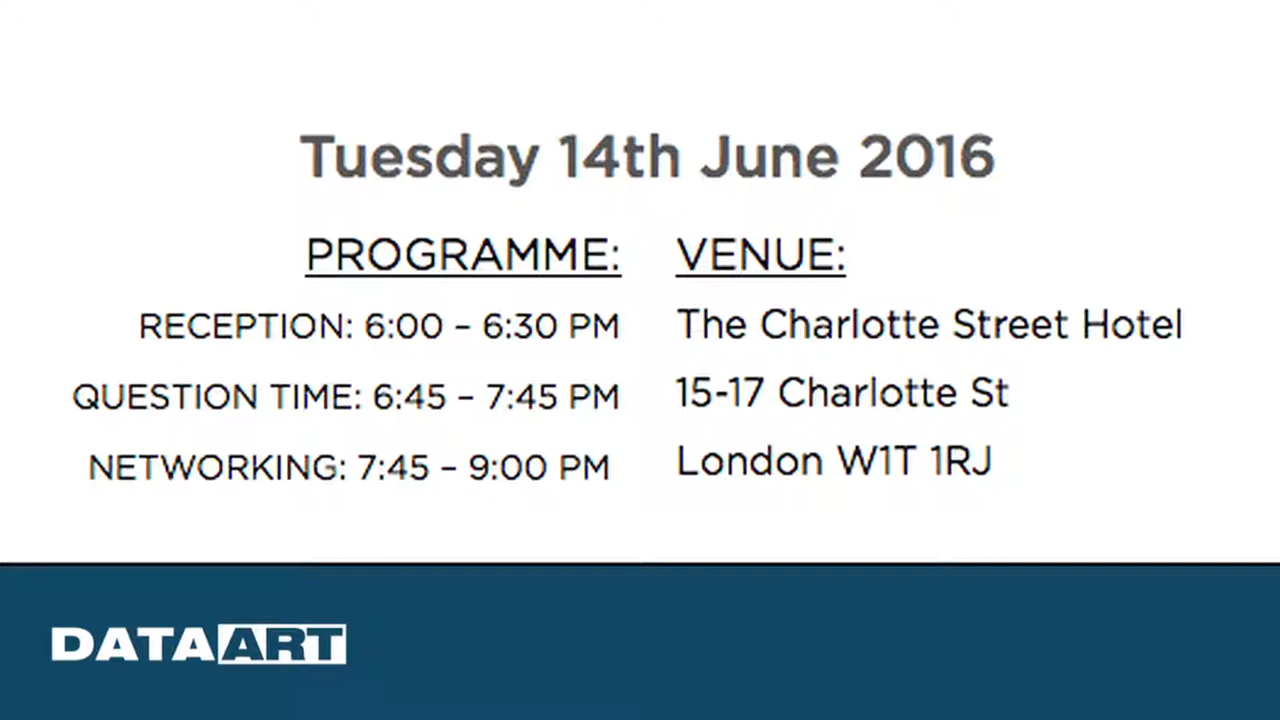 Tuesday 14th June 2016
PROGRAMME:
RECEPTION: 6:00 – 6:30 PM
QUESTION TIME: 6:45 – 7:45 PM
NETWORKING: 7:45 – 9:00 PM
VENUE:
The Charlotte Street Hotel
15-17 Charlotte St
London W1T 1RJ
DATAART